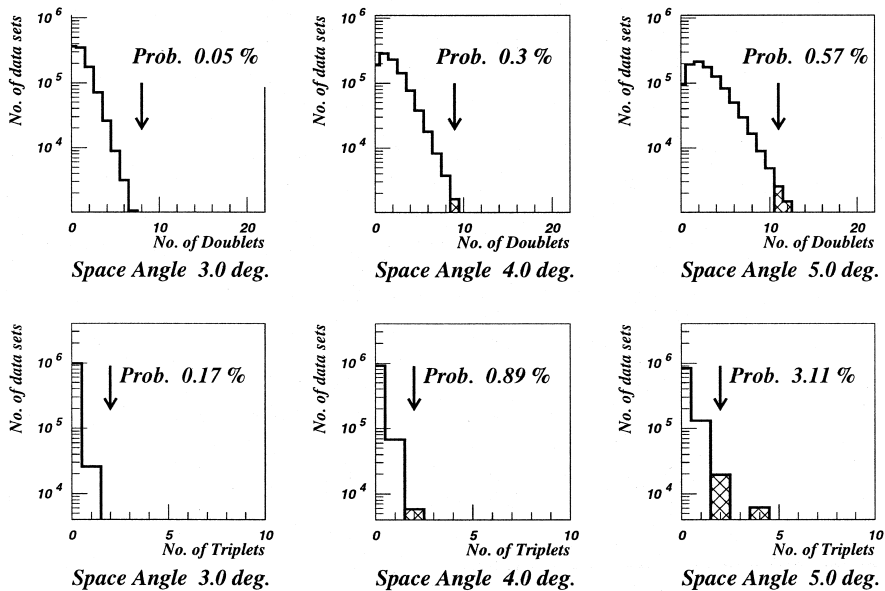 No. of data sets
10 6
10 5
10 4
Prob. 0.05 %
0 10 20
No. of Doublets
Space Angle 3.0 deg.
No. of data sets
10 6
10 5
10 4
Prob. 0.3 %
0 10 20
No. of Doublets
Space Angle 4.0 deg.
No. of data sets
10 6
10 5
10 4
Prob. 0.57 %
0 10 20
No. of Doublets
Space Angle 5.0 deg.
No. of data sets
10 6
10 5
10 4
Prob. 0.17 %
0 5 10
No. of Triplets
Space Angle 3.0 deg.
No. of data sets
10 6
10 5
10 4
Prob. 0.89 %
0 5 10
No. of Triplets
Space Angle 4.0 deg.
No. of data sets
10 6
10 5
10 4
Prob. 3.11 %
0 5 10
No. of Triplets
Space Angle 5.0 deg.